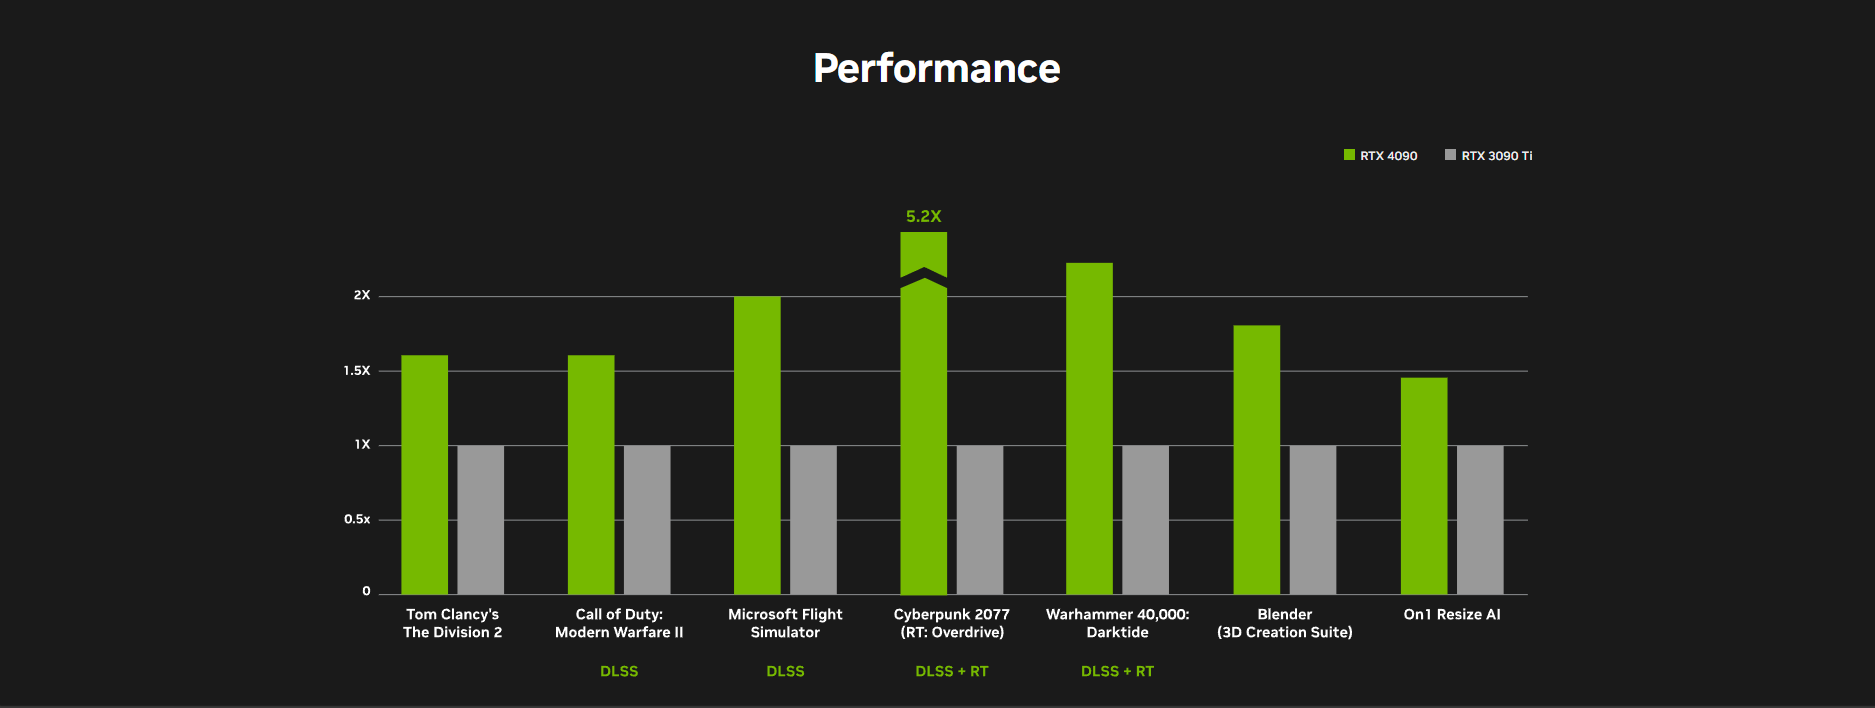 Performance
RTX 4090 RTX 3090 Ti
5.2X
2X
1.5X
1X
0.5x
0
Tom Clancy's
The Division 2
Call of Duty:
Modern Warfare II
DLSS
Microsoft Flight
Simulator
DLSS
Cyberpunk 2077
(RT: Overdrive)
DLSS + RT
Warhammer 40,000:
Darktide
DLSS + RT
Blender
(3D Creation Suite)
On1 Resize AI